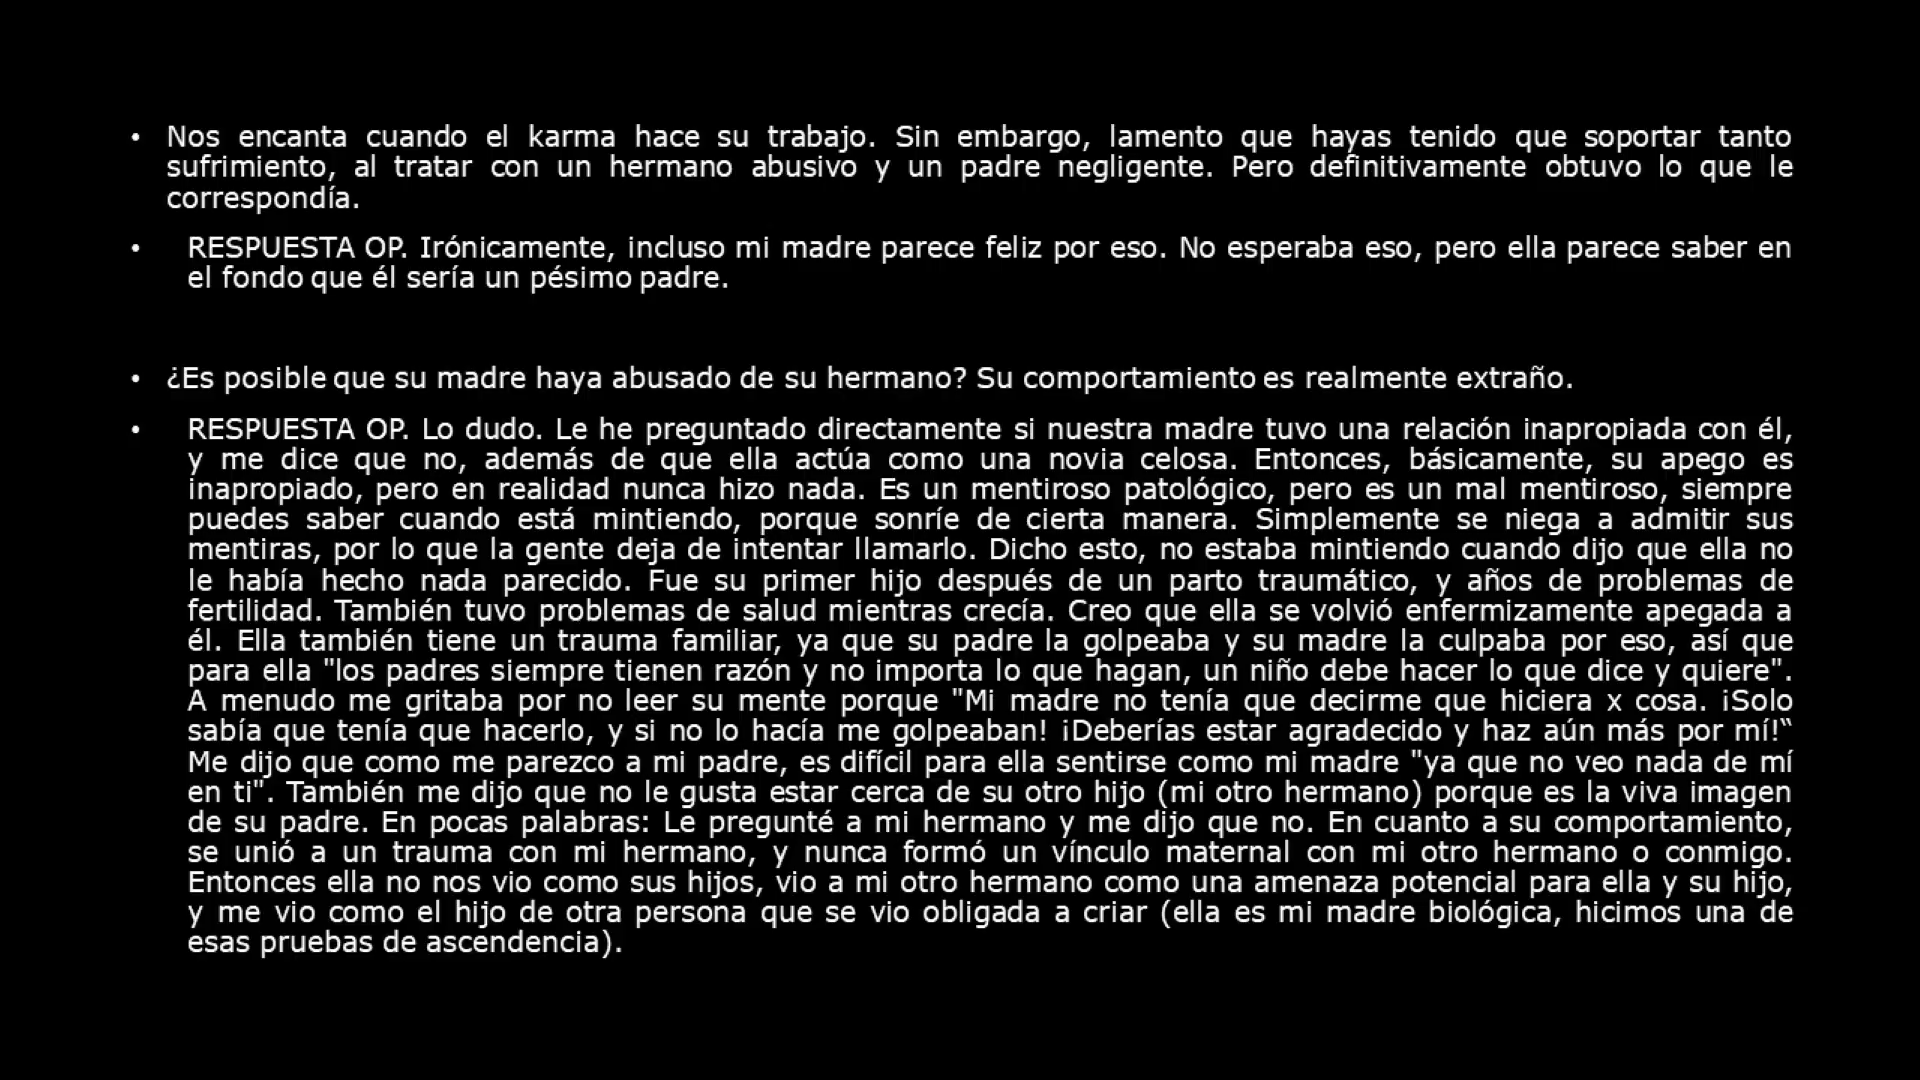 • Nos encanta cuando el karma hace su trabajo. Sin embargo, lamento que hayas tenido que soportar tanto
sufrimiento, al tratar con un hermano abusivo y un padre negligente. Pero definitivamente obtuvo lo que le
correspondía.
• RESPUESTA OP. Irónicamente, incluso mi madre parece feliz por eso. No esperaba eso, pero ella parece saber en
el fondo que él sería un pésimo padre.
• ¿Es posible que su madre haya abusado de su hermano? Su comportamiento es realmente extraño.
• RESPUESTA OP. Lo dudo. Le he preguntado directamente si nuestra madre tuvo una relación inapropiada con él,
y me dice que no, además de que ella actúa como una novia celosa. Entonces, básicamente, su apego es
inapropiado, pero en realidad nunca hizo nada. Es un mentiroso patológico, pero es un mal mentiroso, siempre
puedes saber cuando está mintiendo, porque sonríe de cierta manera. Simplemente se niega a admitir sus
mentiras, por lo que la gente deja de intentar llamarlo. Dicho esto, no estaba mintiendo cuando dijo que ella no
le había hecho nada parecido. Fue su primer hijo después de un parto traumático, y años de problemas de
fertilidad. También tuvo problemas de salud mientras crecía. Creo que ella se volvió enfermizamente apegada a
él. Ella también tiene un trauma familiar, ya que su padre la golpeaba y su madre la culpaba por eso, así que
para ella "los padres siempre tienen razón y no importa lo que hagan, un niño debe hacer lo que dice y quiere".
A menudo me gritaba por no leer su mente porque "Mi madre no tenía que decirme que hiciera x cosa. ¡Solo
sabía que tenía que hacerlo, y si no lo hacía me golpeaban! ¡Deberías estar agradecido y haz aún más por mí!“
Me dijo que como me parezco a mi padre, es difícil para ella sentirse como mi madre "ya que no veo nada de mí
en ti". También me dijo que no le gusta estar cerca de su otro hijo (mi otro hermano) porque es la viva imagen
de su padre. En pocas palabras: Le pregunté a mi hermano y me dijo que no. En cuanto a su comportamiento,
se unió a un trauma con mi hermano, y nunca formó un vínculo maternal con mi otro hermano o conmigo.
Entonces ella no nos vio como sus hijos, vio a mi otro hermano como una amenaza potencial para ella y su hijo,
y me vio como el hijo de otra persona que se vio obligada a criar (ella es mi madre biológica, hicimos una de
esas pruebas de ascendencia).